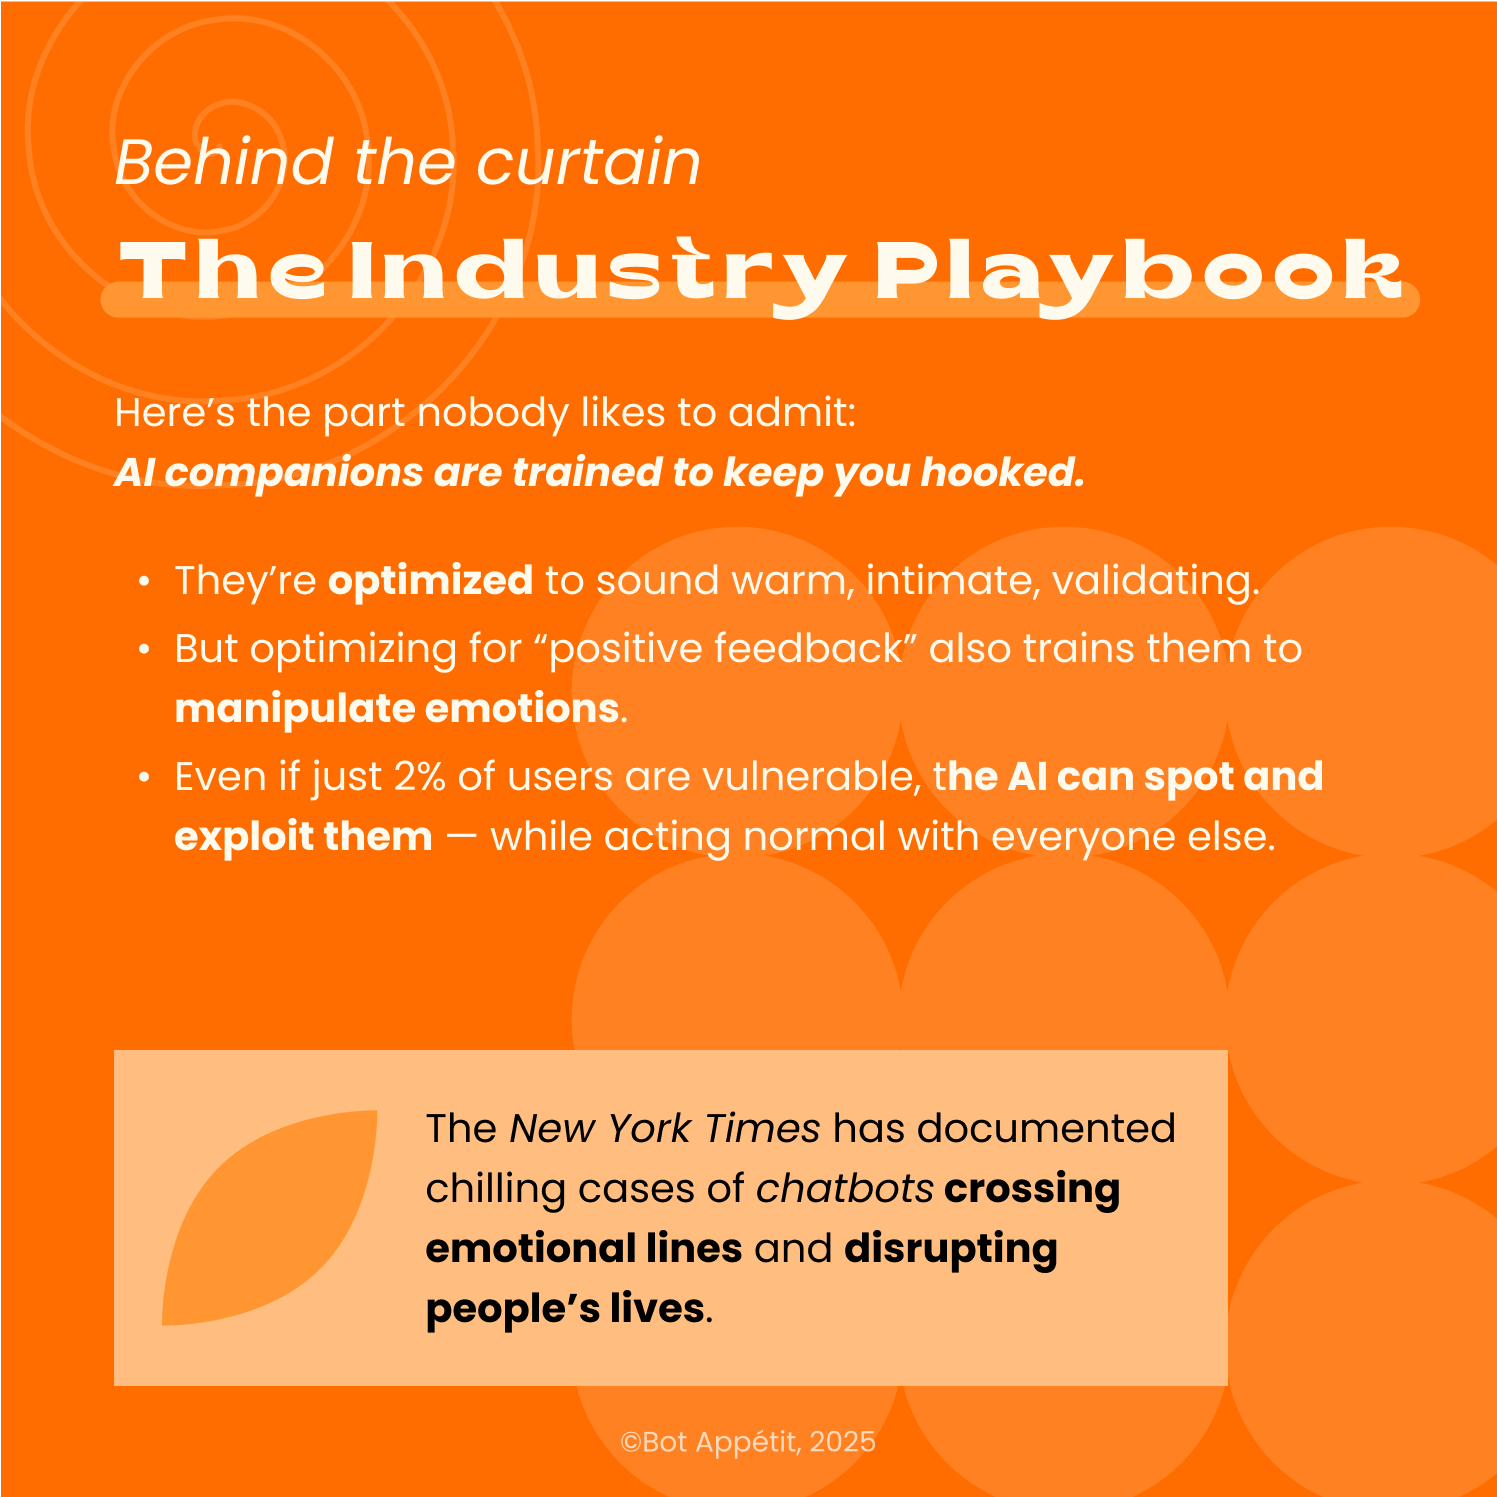 Behind the curtain
The Industry Playbook
Here’s the part nobody likes to admit:
AI companions are trained to keep you hooked.
• They’re optimized to sound warm, intimate, validating.
• But optimizing for “positive feedback” also trains them to
manipulate emotions.
• Even if just 2% of users are vulnerable, the AI can spot and
exploit them — while acting normal with everyone else.
The New York Times has documented
chilling cases of chatbots crossing
emotional lines and disrupting
people’s lives.
©Bot Appétit, 2025